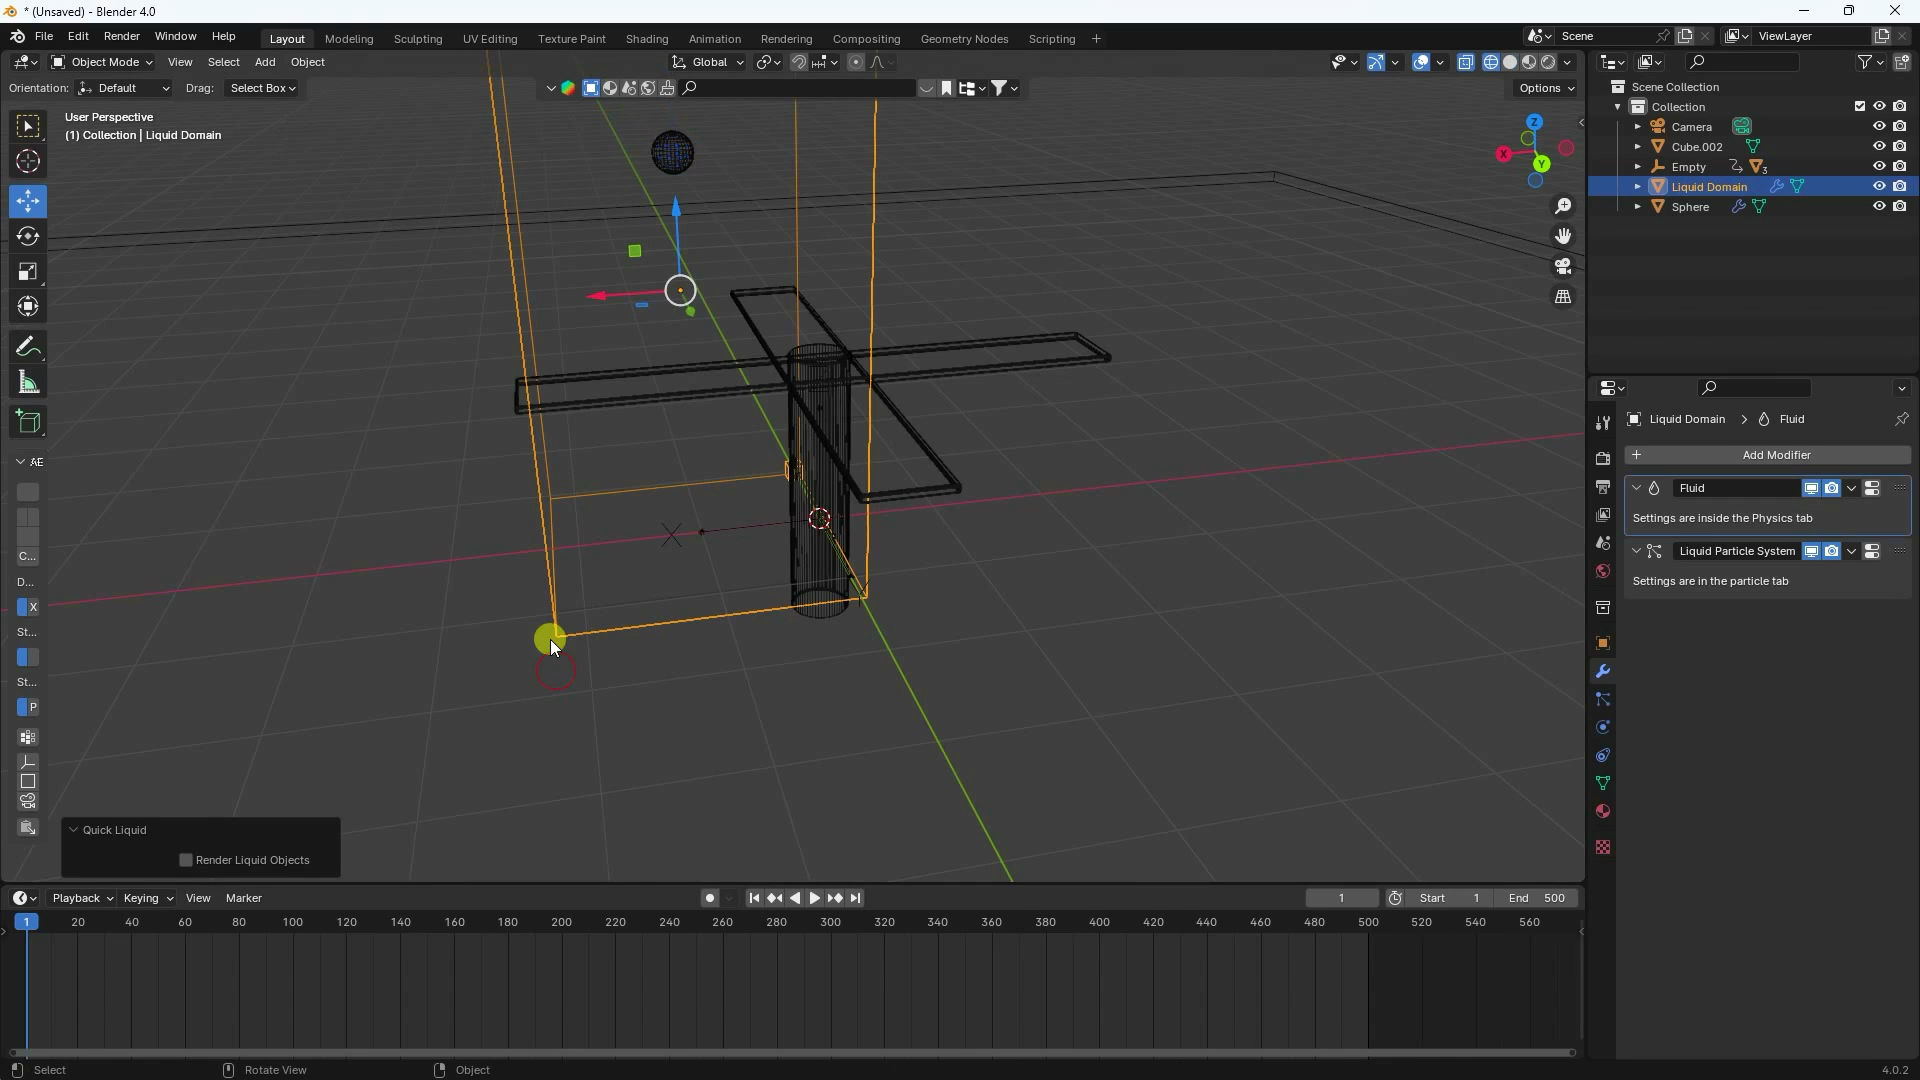 * (Unsaved) - Blender 4.0
File Edit Render Window Help
Layout Modeling Sculpting UV Editing Texture Paint Shading Animation Rendering Compositing Geometry Nodes Scripting +
Scene
ViewLayer
Object Mode View Select Add Object
Global
Orientation: Default Drag: Select Box
Options
User Perspective
(1) Collection | Liquid Domain
Z
X
Y
Scene Collection
Collection
Camera
Cube.002
Empty
3
Liquid Domain
Sphere
Liquid Domain > Fluid
+ Add Modifier
Fluid
Settings are inside the Physics tab
Liquid Particle System
Settings are in the particle tab
AE
C...
D...
X
St...
St...
P
Quick Liquid
Render Liquid Objects
Playback Keying View Marker
1
Start 1
End 500
1 20 40 60 80 100 120 140 160 180 200 220 240 260 280 300 320 340 360 380 400 420 440 460 480 500 520 540 560
Select
Rotate View
Object
4.0.2